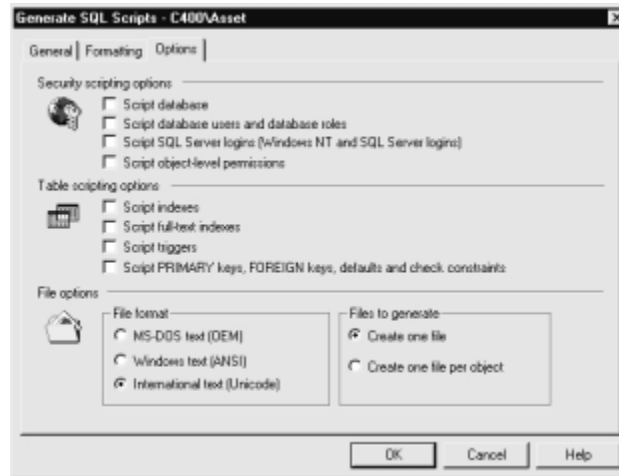 Generate SQL Scripts - C400\Asset
General Formatting Options
Security scripting options
Script database
Script database users and database roles
Script SQL Server logins (Windows NT and SQL Server logins)
Script object-level permissions
Table scripting options
Script indexes
Script full-text indexes
Script triggers
Script PRIMARY keys, FOREIGN keys, defaults and check constraints
File options
File format
MS-DOS text (OEM)
Windows text (ANSI)
International text (Unicode)
Files to generate
Create one file
Create one file per object
OK Cancel Help